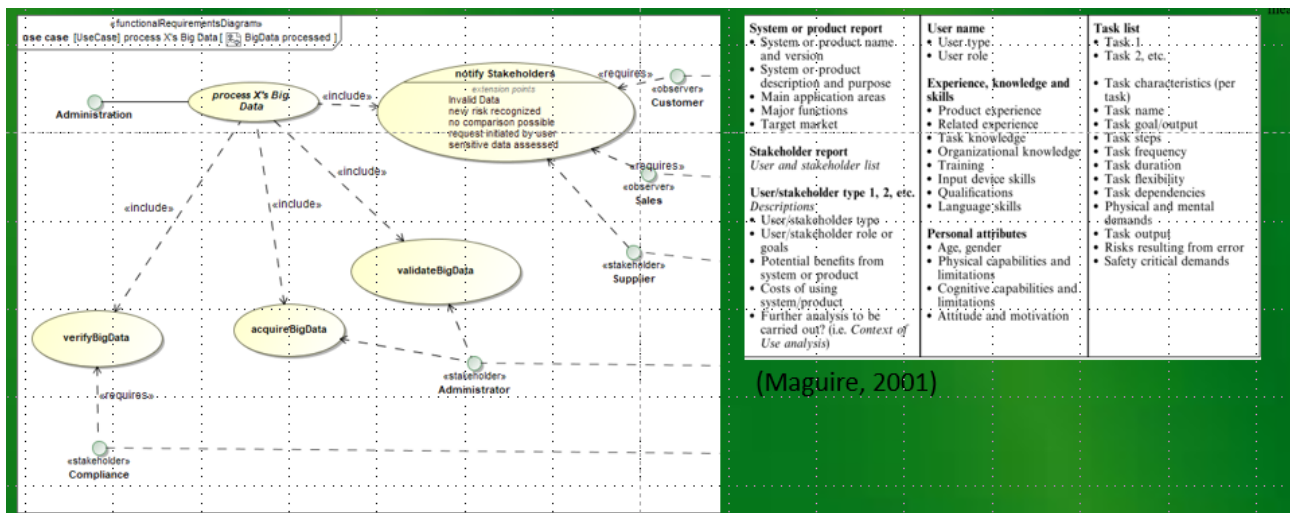 «functionalRequirementsDiagram»
use case [UseCase] process X's Big Data [ BigData processed ]
notify Stakeholders
extension points
Invalid Data
new risk recognized
no comparison possible
request initiated by user
sensitive data assessed
process X's Big
Data
Administration
«include»
«requires»
«observer»
Customer
«include»
«requires»
«observer»
Sales
«include»
«include»
validateBigData
«stakeholder»
Supplier
verifyBigData
acquireBigData
«stakeholder»
Administrator
«requires»
«stakeholder»
Compliance
System or product report
• System or product name
and version
• System or product
description and purpose
• Main application areas
• Major functions
• Target market
Stakeholder report
User and stakeholder list
User/stakeholder type 1, 2, etc.
Descriptions
• User/stakeholder type
• User/stakeholder role or
goals
• Potential benefits from
system or product
• Costs of using
system/product
• Further analysis to be
carried out? (i.e. Context of
Use analysis)
User name
• User type
• User role
Experience, knowledge and
skills
• Product experience
• Related experience
• Task knowledge
• Organizational knowledge
• Training
• Input device skills
• Qualifications
• Language skills
Personal attributes
• Age, gender
• Physical capabilities and
limitations
• Cognitive capabilities and
limitations
• Attitude and motivation
Task list
• Task 1
• Task 2, etc.
• Task characteristics (per
task)
• Task name
• Task goal/output
• Task steps
• Task frequency
• Task duration
• Task flexibility
• Task dependencies
• Physical and mental
demands
• Task output
• Risks resulting from error
• Safety critical demands
(Maguire, 2001)